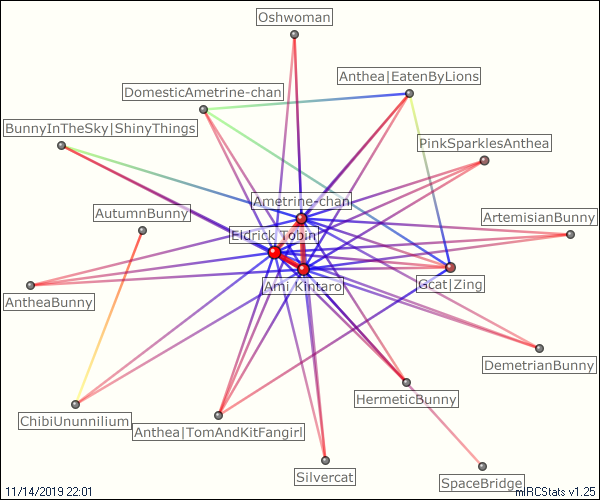 Oshwoman
Anthea|EatenByLions
DomesticAmetrine-chan
BunnyInTheSky|ShinyThings
PinkSparklesAnthea
Ametrine-chan
AutumnBunny
ArtemisianBunny
Eldrick Tobin
Ami Kintaro
Gcat|Zing
AntheaBunny
DemetrianBunny
HermeticBunny
ChibiUnunnilium
Anthea|TomAndKitFangirl
Silvercat
SpaceBridge
11/14/2019 22:01
mIRCStats v1.25